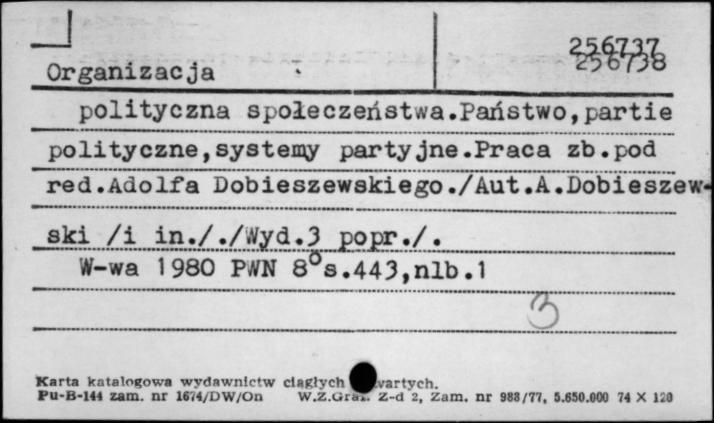 256737
256738
Organizacja
polityczna społeczeństwa.Państwo,partie
polityczne,systemy partyjne.Praca zb.pod
red.Adolfa Dobieszewskiego./Aut.A.Dobieszew-
ski /i in././Wyd.3 popr./.
W-wa 1980 PWN 8° s.443,nlb.1
3
Karta katalogowa wydawnictw ciągłych
Pu-B-144 zam. nr 1674/DW/On W.Z.Graf. Z-d 2, Zam. nr 988/77, 5.650.000 74 X 120